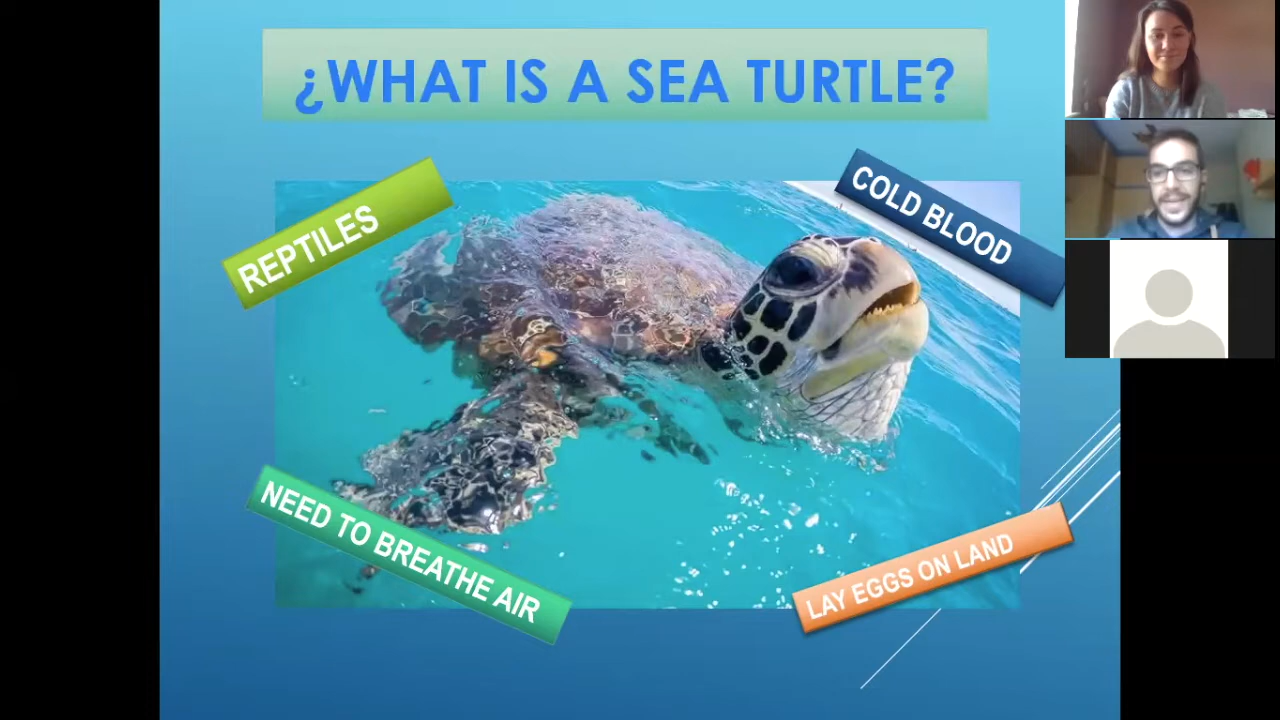 ¿WHAT IS A SEA TURTLE?
REPTILES
COLD BLOOD
NEED TO BREATHE AIR
LAY EGGS ON LAND